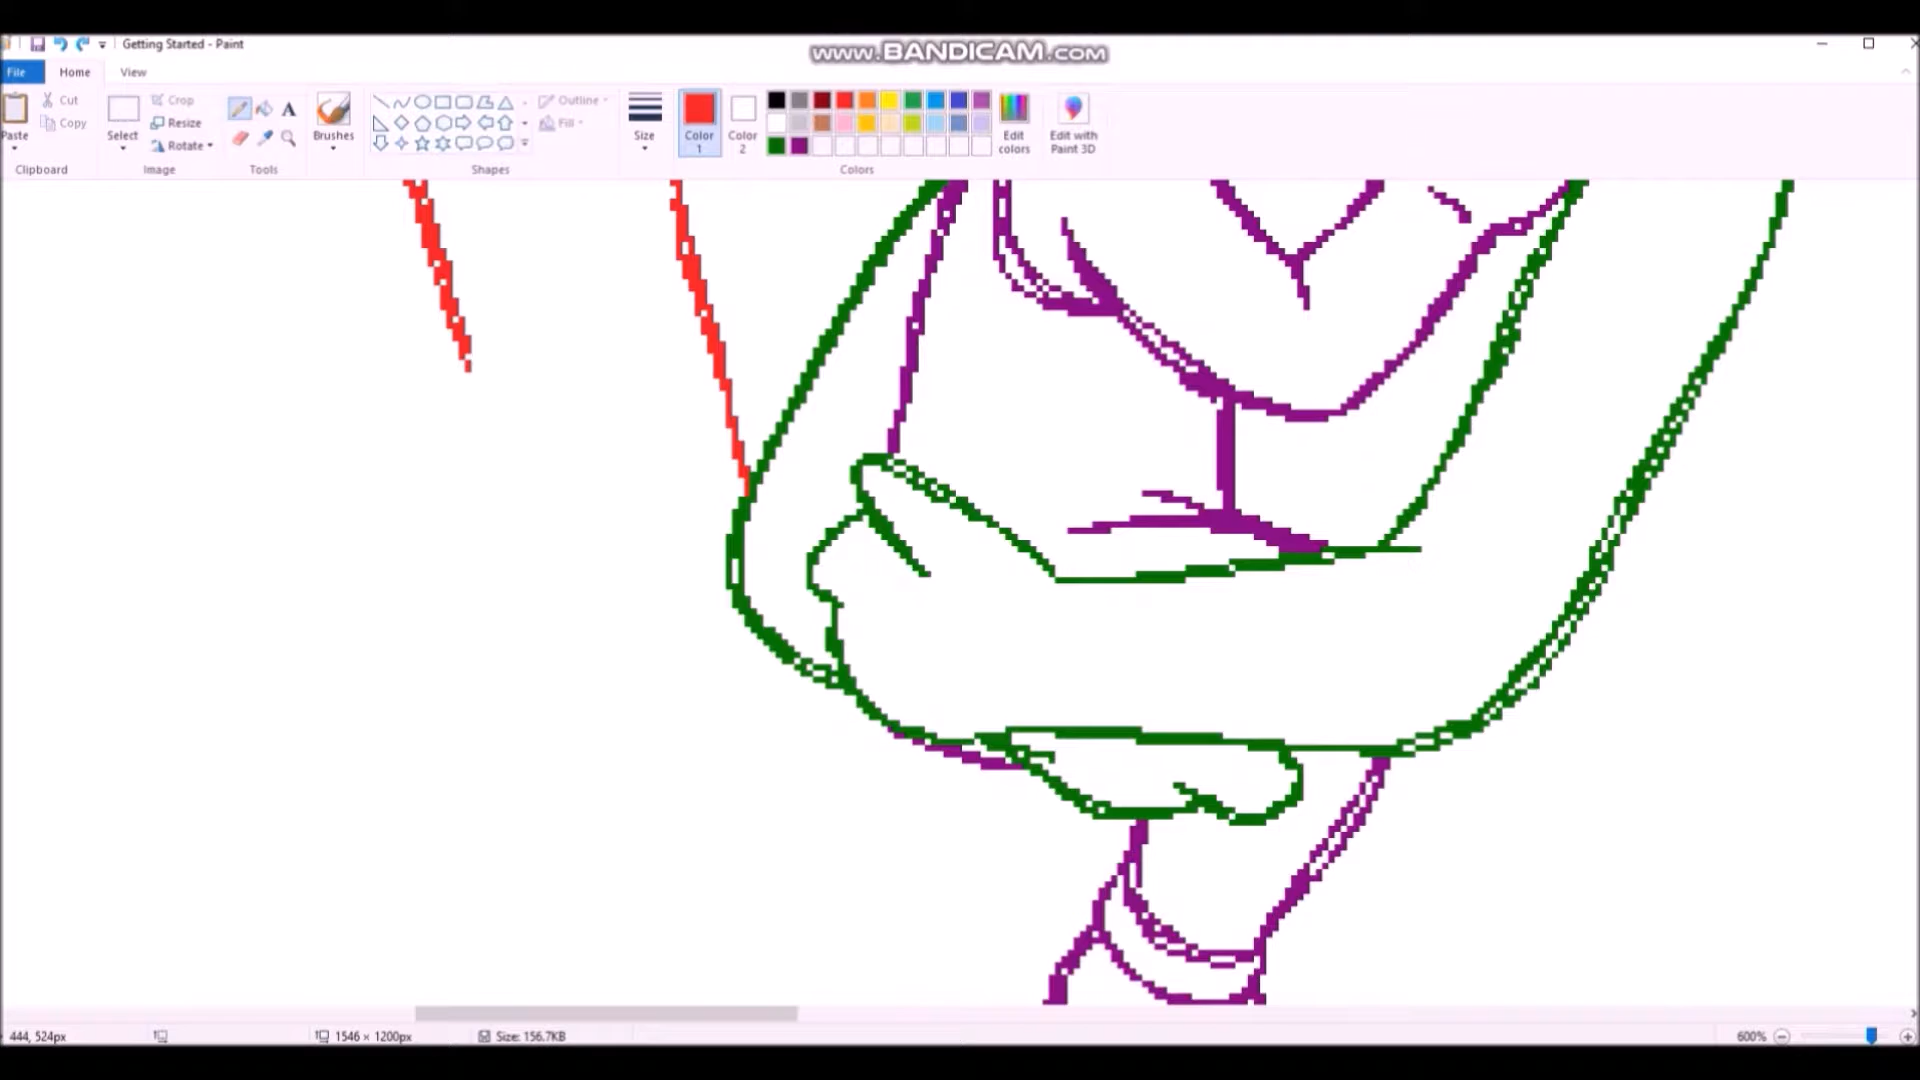 Getting Started - Paint
www.BANDICAM.com
File Home View
Cut
Copy
Paste
Clipboard
Select
Crop
Resize
Rotate
Image
A
Tools
Brushes
Outline
Fill
Shapes
Size
Color
1
Color
2
Edit
colors
Edit with
Paint 3D
Colors
444, 524px
1546 × 1200px
Size: 156.7KB
600%